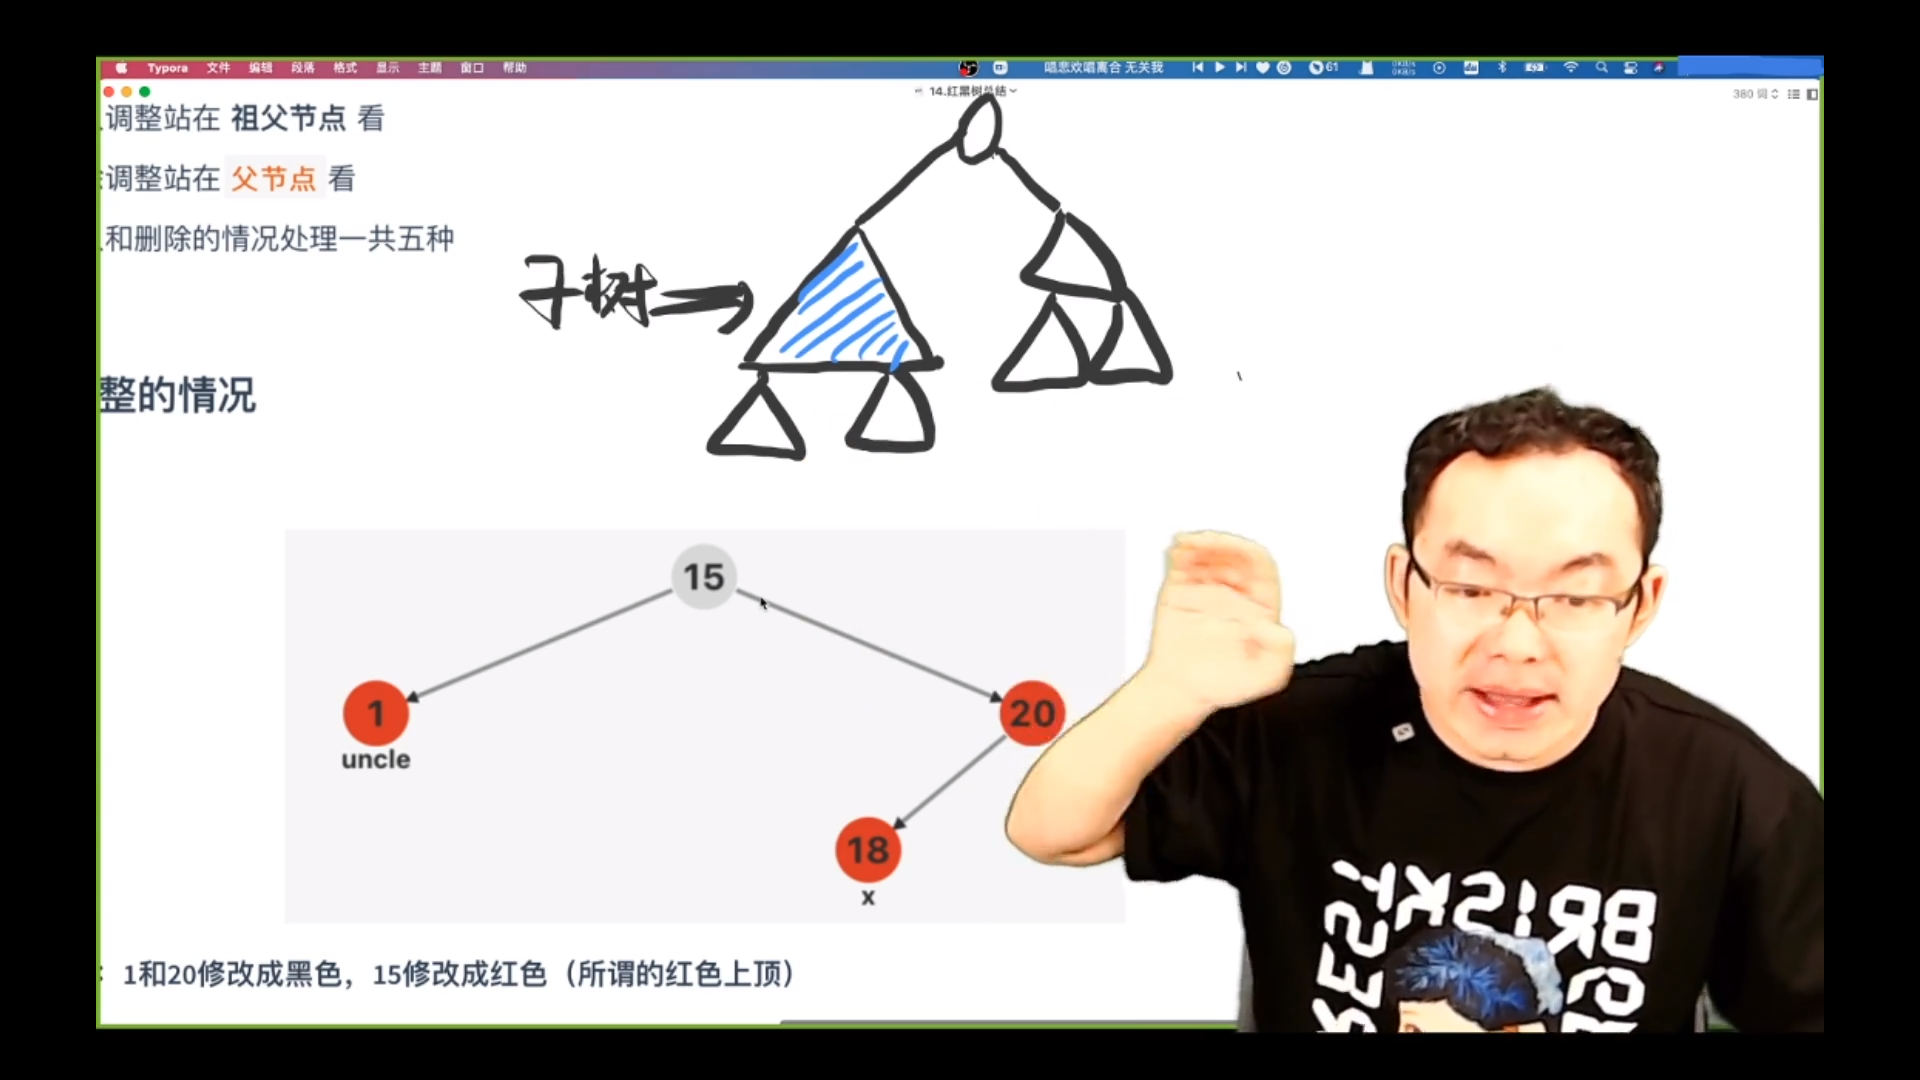 Typora 文件 编辑 段落 格式 显示 主题 窗口 帮助
唱悲欢唱离合 无关我
61
14.红黑树总结
380 词
调整站在 祖父节点 看
调整站在 父节点 看
和删除的情况处理一共五种
子树
整的情况
15
1
20
uncle
18
x
：1和20修改成黑色，15修改成红色（所谓的红色上顶）